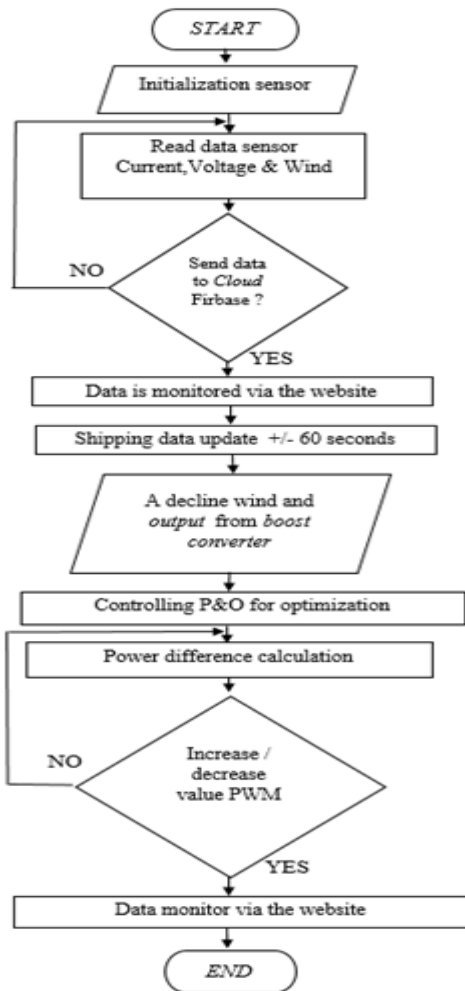 START
Initialization sensor
Read data sensor
Current,Voltage & Wind
NO
Send data
to Cloud
Firbase ?
YES
Data is monitored via the website
Shipping data update +/- 60 seconds
A decline wind and
output from boost
converter
Controlling P&O for optimization
Power difference calculation
NO
Increase /
decrease
value PWM
YES
Data monitor via the website
END